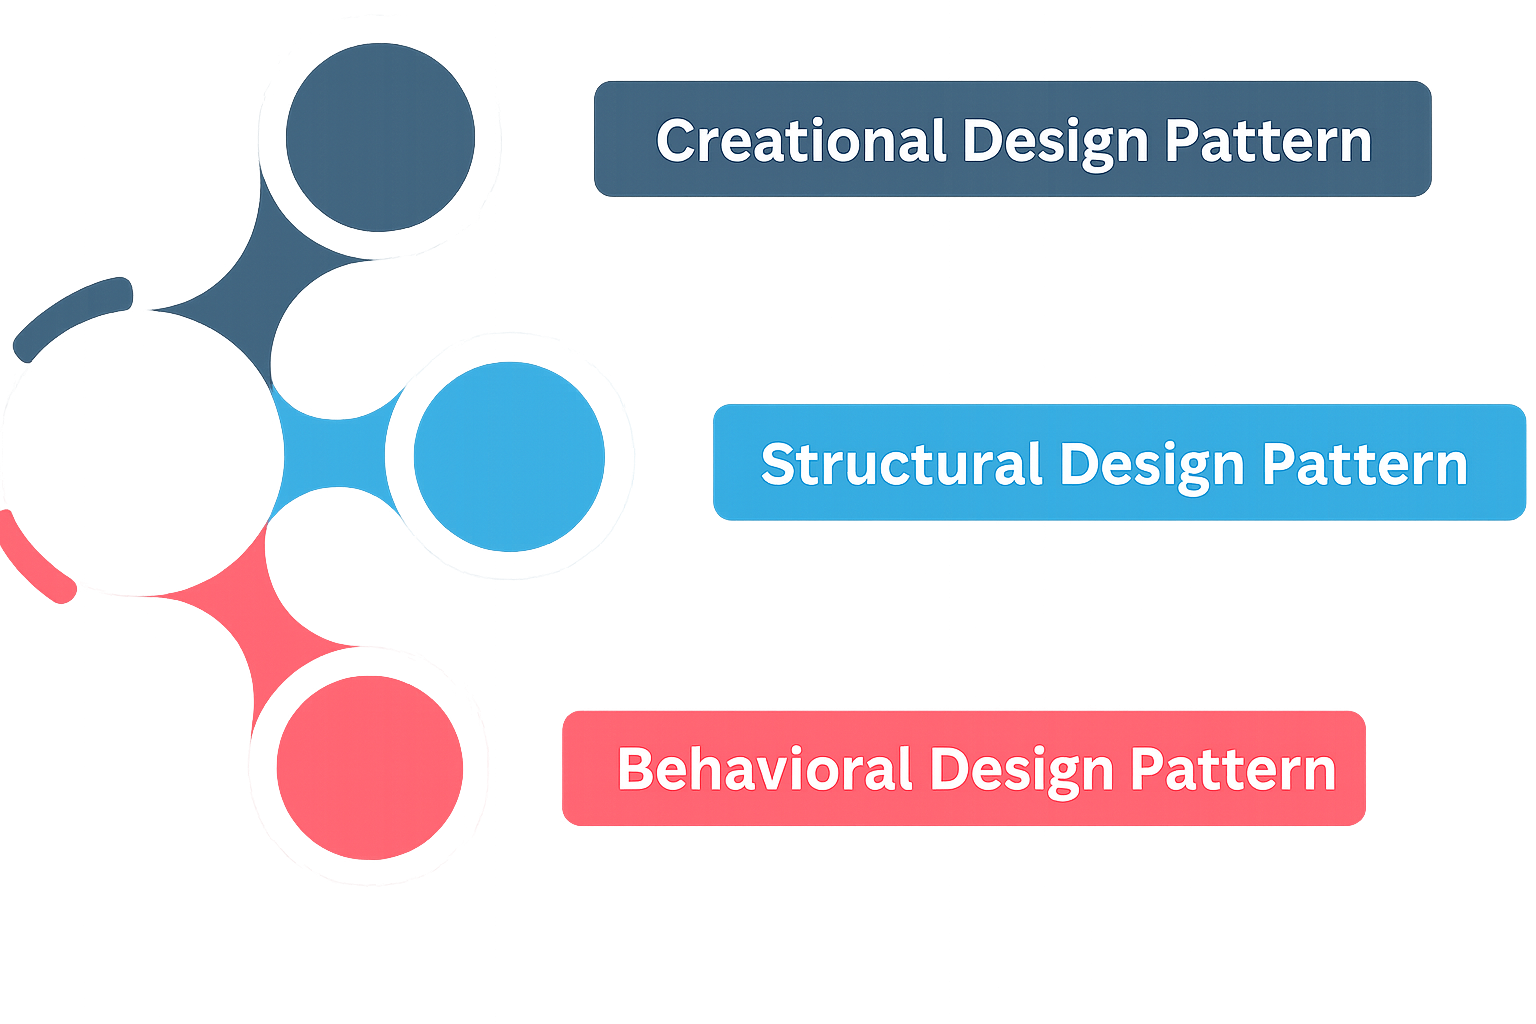 Creational Design Pattern
Structural Design Pattern
Behavioral Design Pattern